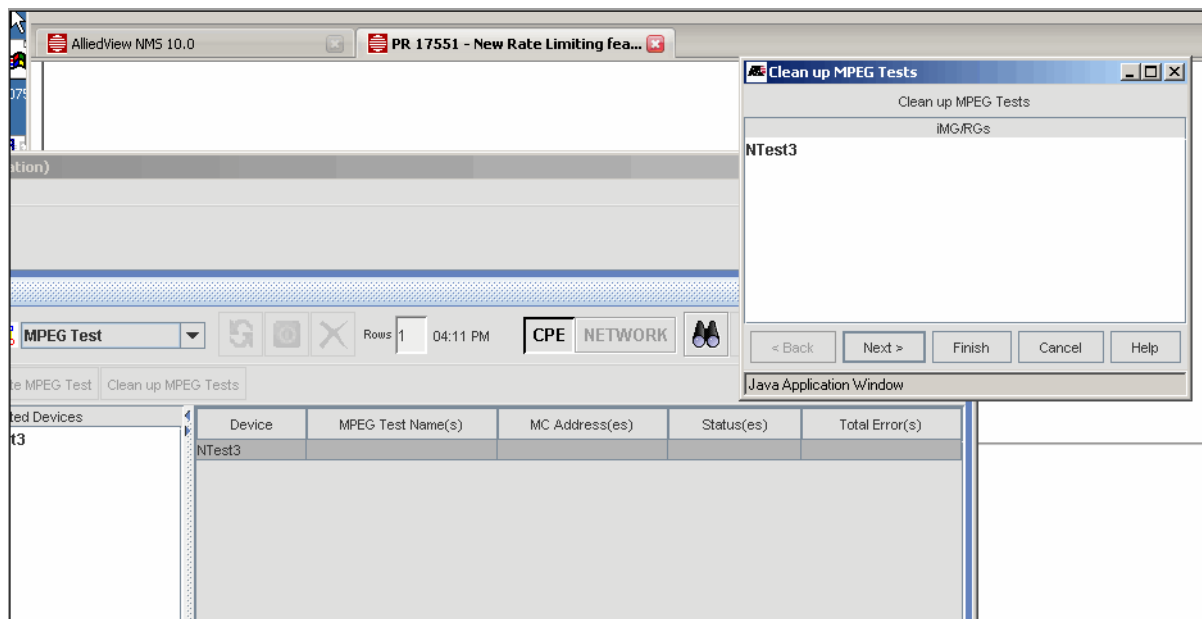 AlliedView NMS 10.0
PR 17551 - New Rate Limiting fea...
Clean up MPEG Tests
Clean up MPEG Tests
iMG/RGs
NTest3
< Back
Next >
Finish
Cancel
Help
Java Application Window
075
ation)
MPEG Test
Rows 1
04:11 PM
CPE
NETWORK
te MPEG Test
Clean up MPEG Tests
ted Devices
t3
Device
MPEG Test Name(s)
MC Address(es)
Status(es)
Total Error(s)
NTest3